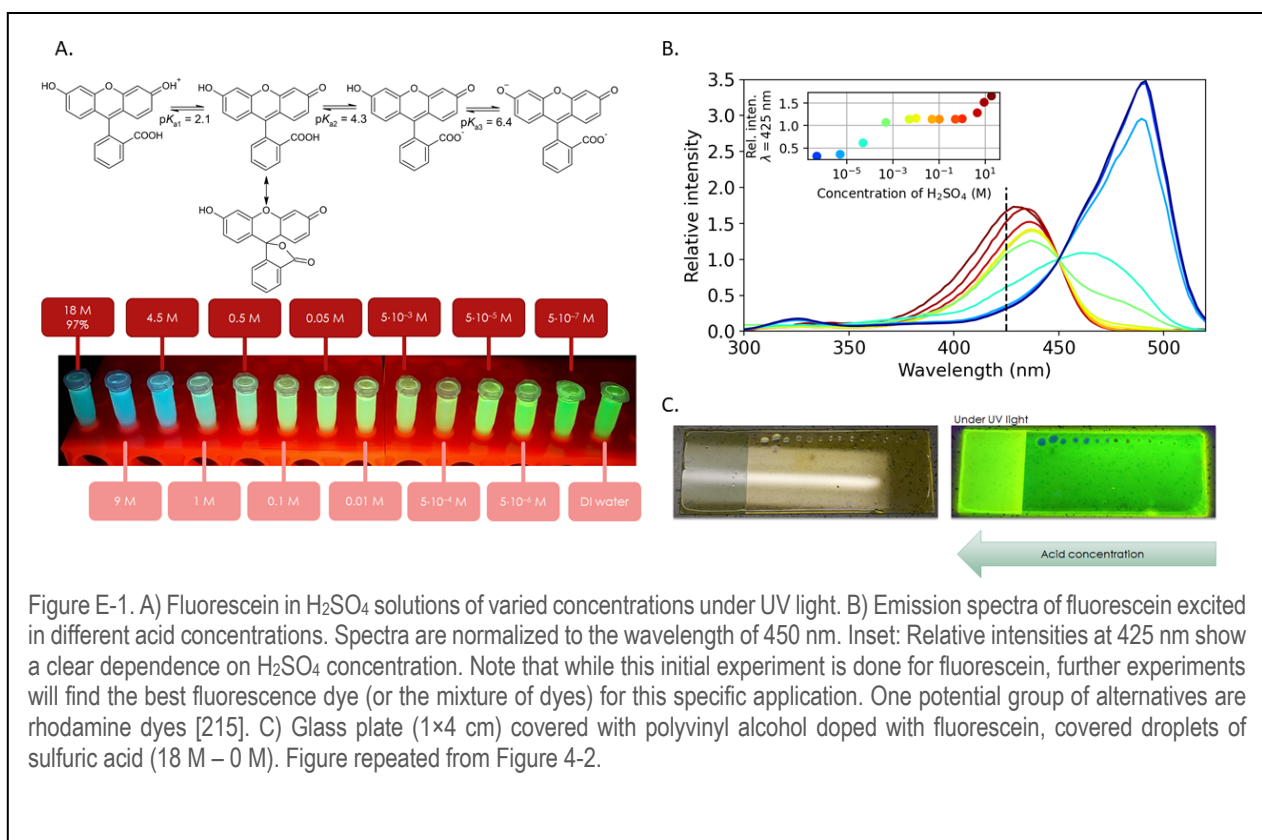 A.
HO O OH⁺
COOH
pKa1 = 2.1
HO O O
COOH
pKa2 = 4.3
HO O O
COO⁻
pKa3 = 6.4
O⁻ O O
COO⁻
HO O O
O
O
18 M
97%
4.5 M
0.5 M
0.05 M
5·10⁻³ M
5·10⁻⁵ M
5·10⁻⁷ M
9 M
1 M
0.1 M
0.01 M
5·10⁻⁴ M
5·10⁻⁶ M
DI water
B.
Relative intensity
3.5
3.0
2.5
2.0
1.5
1.0
0.5
0.0
300 350 400 450 500
Wavelength (nm)
Rel. inten.
λ = 425 nm
1.5
1.0
0.5
10⁻⁵ 10⁻³ 10⁻¹ 10¹
Concentration of H₂SO₄ (M)
C.
Under UV light
Acid concentration
Figure E-1. A) Fluorescein in H₂SO₄ solutions of varied concentrations under UV light. B) Emission spectra of fluorescein excited
in different acid concentrations. Spectra are normalized to the wavelength of 450 nm. Inset: Relative intensities at 425 nm show
a clear dependence on H₂SO₄ concentration. Note that while this initial experiment is done for fluorescein, further experiments
will find the best fluorescence dye (or the mixture of dyes) for this specific application. One potential group of alternatives are
rhodamine dyes [215]. C) Glass plate (1×4 cm) covered with polyvinyl alcohol doped with fluorescein, covered droplets of
sulfuric acid (18 M – 0 M). Figure repeated from Figure 4-2.